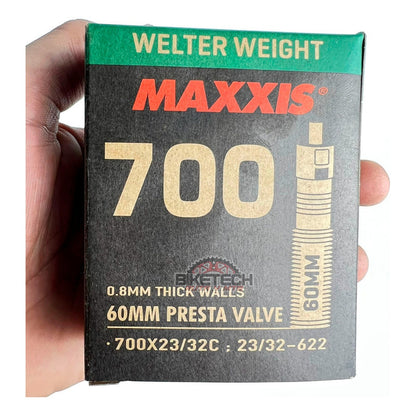 WELTER WEIGHT
MAXXIS®
700
60MM
BIKETECH
0.8MM THICK WALLS
60MM PRESTA VALVE
· 700X23/32C ; 23/32-622